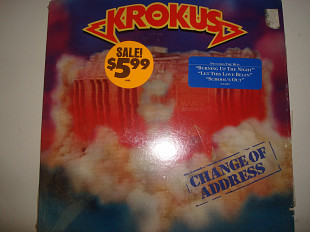 KROKUS
SALE!
$5.99
"BURNING UP THE NIGHT"
"LET THIS LOVE BEGIN"
"SCHOOL'S OUT"
CHANGE OF
ADDRESS